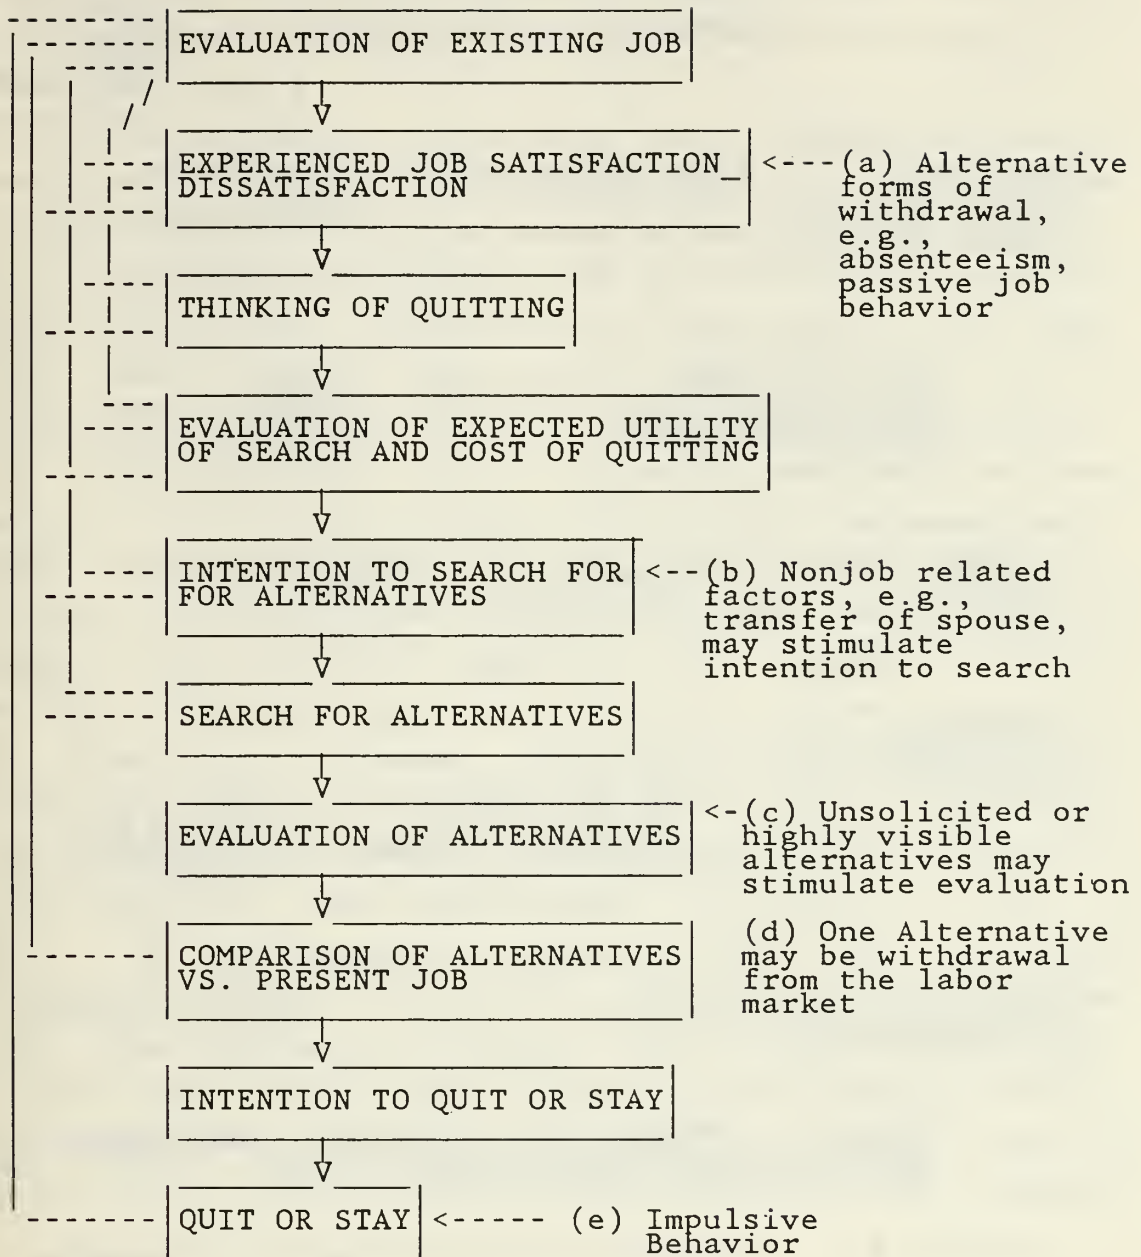 EVALUATION OF EXISTING JOB
EXPERIENCED JOB SATISFACTION_
DISSATISFACTION
<---(a) Alternative
forms of
withdrawal,
e.g.,
absenteeism,
passive job
behavior
THINKING OF QUITTING
EVALUATION OF EXPECTED UTILITY
OF SEARCH AND COST OF QUITTING
INTENTION TO SEARCH FOR
FOR ALTERNATIVES
<--(b) Nonjob related
factors, e.g.,
transfer of spouse,
may stimulate
intention to search
SEARCH FOR ALTERNATIVES
EVALUATION OF ALTERNATIVES
<-(c) Unsolicited or
highly visible
alternatives may
stimulate evaluation
COMPARISON OF ALTERNATIVES
VS. PRESENT JOB
(d) One Alternative
may be withdrawal
from the labor
market
INTENTION TO QUIT OR STAY
QUIT OR STAY
<----- (e) Impulsive
Behavior